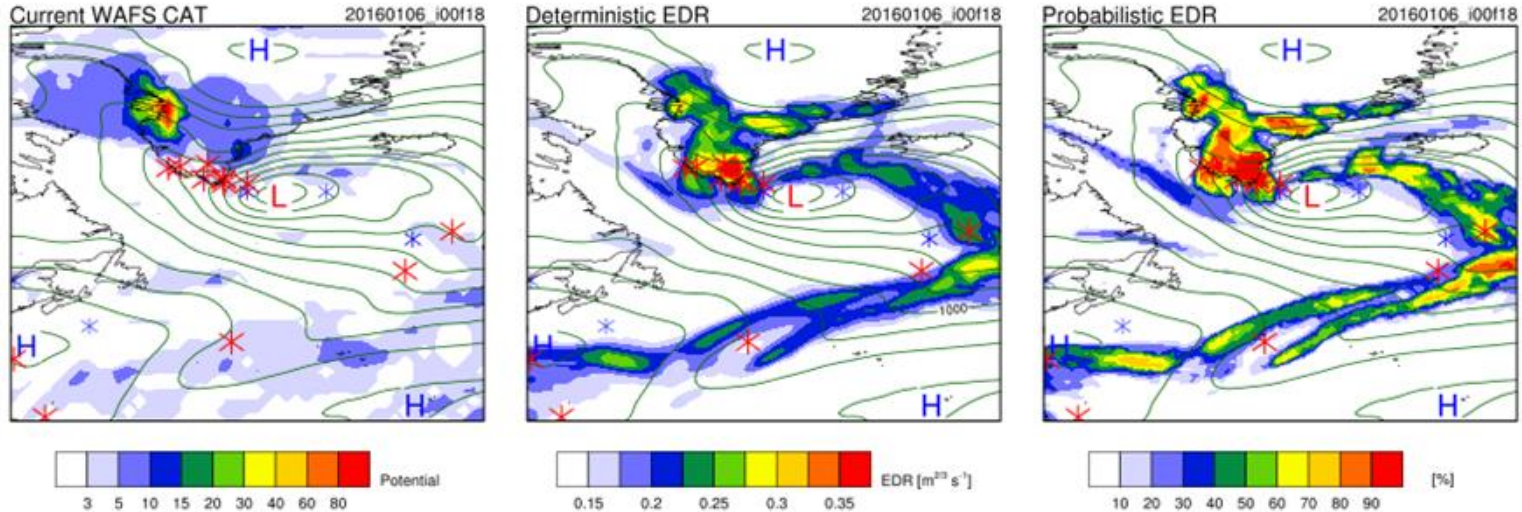 Current WAFS CAT 20160106_i00f18
H
L
H
H
3 5 10 15 20 30 40 60 80 Potential
Deterministic EDR 20160106_i00f18
H
L
1000
H
H
0.15 0.2 0.25 0.3 0.35 EDR [m²ᐟ³ s⁻¹]
Probabilistic EDR 20160106_i00f18
H
L
H
H
10 20 30 40 50 60 70 80 90 [%]